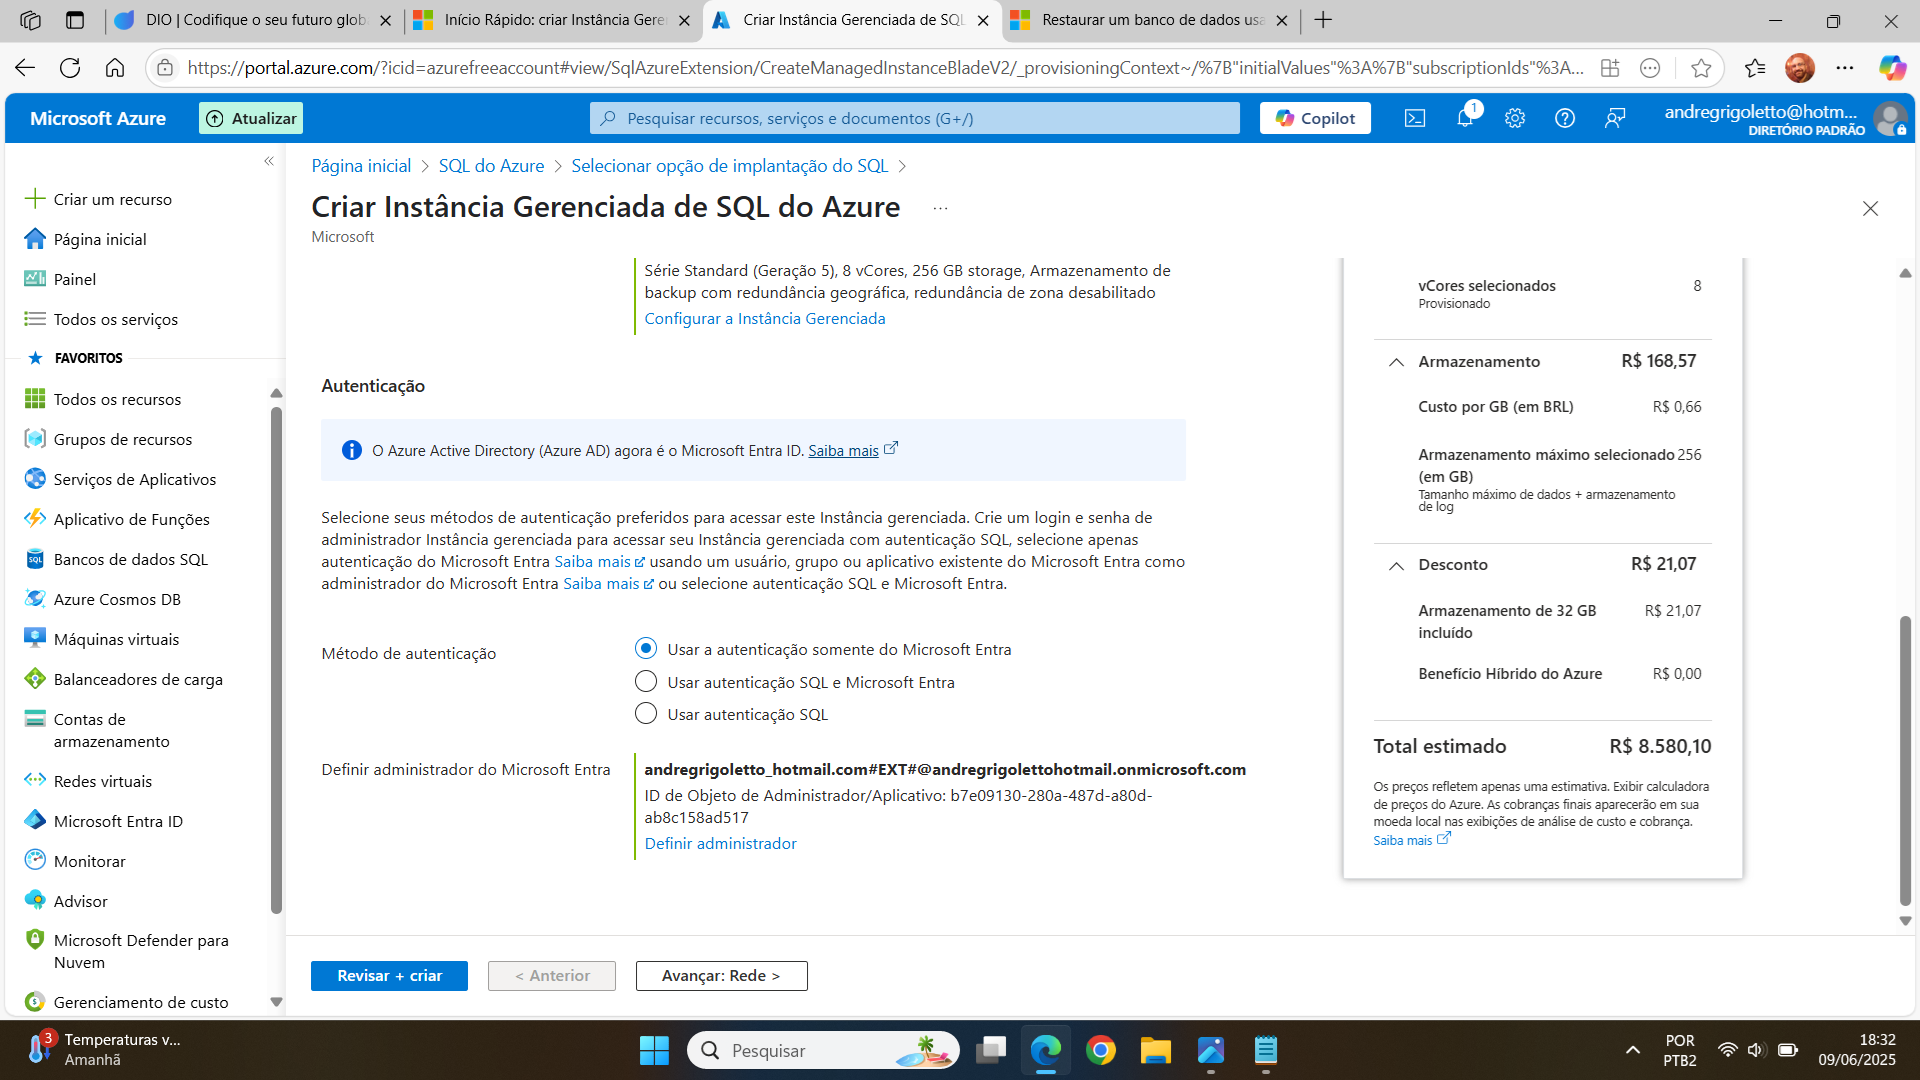 DIO | Codifique o seu futuro glob
Início Rápido: criar Instância Gere
Criar Instância Gerenciada de SQL
Restaurar um banco de dados usa
https://portal.azure.com/?icid=azurefreeaccount#view/SqlAzureExtension/CreateManagedInstanceBladeV2/_provisioningContext~/%7B"initialValues"%3A%7B"subscriptionIds"%3A...
Microsoft Azure
Atualizar
Pesquisar recursos, serviços e documentos (G+/)
Copilot
1
andregrigoletto@hotm...
DIRETÓRIO PADRÃO
Criar um recurso
Página inicial
Painel
Todos os serviços
FAVORITOS
Todos os recursos
Grupos de recursos
Serviços de Aplicativos
Aplicativo de Funções
Bancos de dados SQL
Azure Cosmos DB
Máquinas virtuais
Balanceadores de carga
Contas de
armazenamento
Redes virtuais
Microsoft Entra ID
Monitorar
Advisor
Microsoft Defender para
Nuvem
Gerenciamento de custo
Página inicial > SQL do Azure > Selecionar opção de implantação do SQL >
Criar Instância Gerenciada de SQL do Azure ...
Microsoft
Série Standard (Geração 5), 8 vCores, 256 GB storage, Armazenamento de
backup com redundância geográfica, redundância de zona desabilitado
Configurar a Instância Gerenciada
Autenticação
O Azure Active Directory (Azure AD) agora é o Microsoft Entra ID. Saiba mais
Selecione seus métodos de autenticação preferidos para acessar este Instância gerenciada. Crie um login e senha de
administrador Instância gerenciada para acessar seu Instância gerenciada com autenticação SQL, selecione apenas
autenticação do Microsoft Entra Saiba mais usando um usuário, grupo ou aplicativo existente do Microsoft Entra como
administrador do Microsoft Entra Saiba mais ou selecione autenticação SQL e Microsoft Entra.
Método de autenticação
Usar a autenticação somente do Microsoft Entra
Usar autenticação SQL e Microsoft Entra
Usar autenticação SQL
Definir administrador do Microsoft Entra
andregrigoletto_hotmail.com#EXT#@andregrigolettohotmail.onmicrosoft.com
ID de Objeto de Administrador/Aplicativo: b7e09130-280a-487d-a80d-
ab8c158ad517
Definir administrador
vCores selecionados 8
Provisionado
Armazenamento R$ 168,57
Custo por GB (em BRL) R$ 0,66
Armazenamento máximo selecionado 256
(em GB)
Tamanho máximo de dados + armazenamento
de log
Desconto R$ 21,07
Armazenamento de 32 GB R$ 21,07
incluído
Benefício Híbrido do Azure R$ 0,00
Total estimado R$ 8.580,10
Os preços refletem apenas uma estimativa. Exibir calculadora
de preços do Azure. As cobranças finais aparecerão em sua
moeda local nas exibições de análise de custo e cobrança.
Saiba mais
Revisar + criar
< Anterior
Avançar: Rede >
3
Temperaturas v...
Amanhã
Pesquisar
POR
PTB2
18:32
09/06/2025